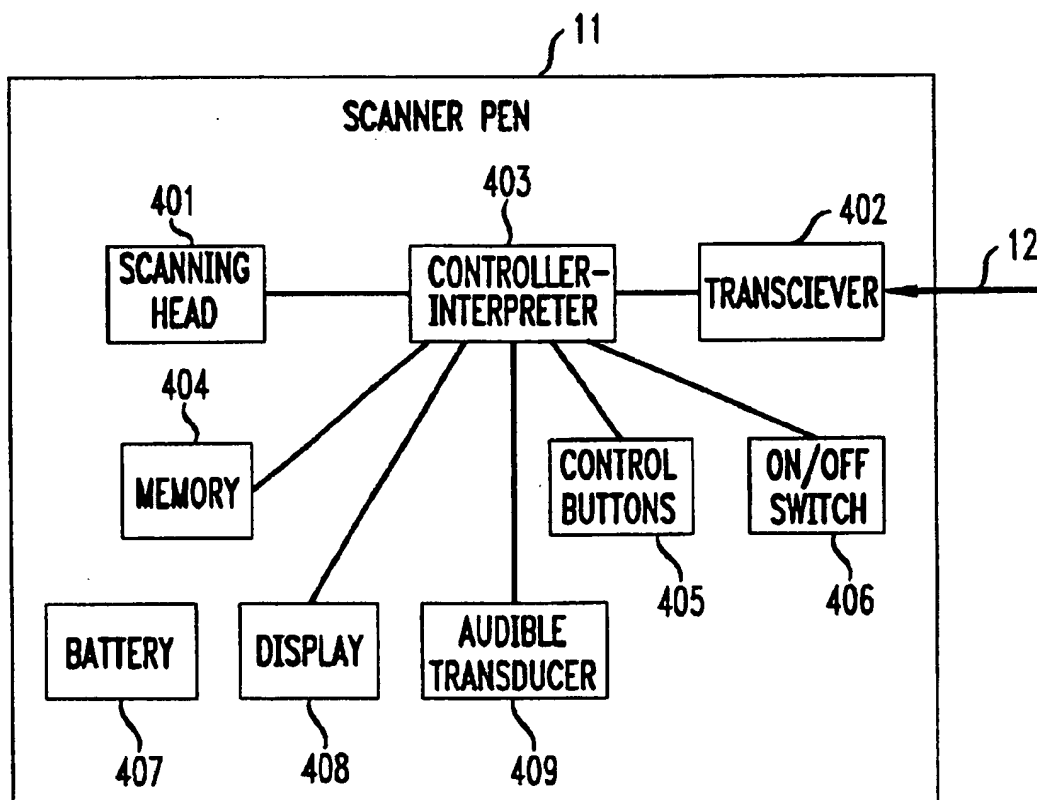 11
SCANNER PEN
401
403
402
12
SCANNING
HEAD
CONTROLLER-
INTERPRETER
TRANSCIEVER
404
MEMORY
CONTROL
BUTTONS
ON/OFF
SWITCH
405
406
BATTERY
DISPLAY
AUDIBLE
TRANSDUCER
407
408
409